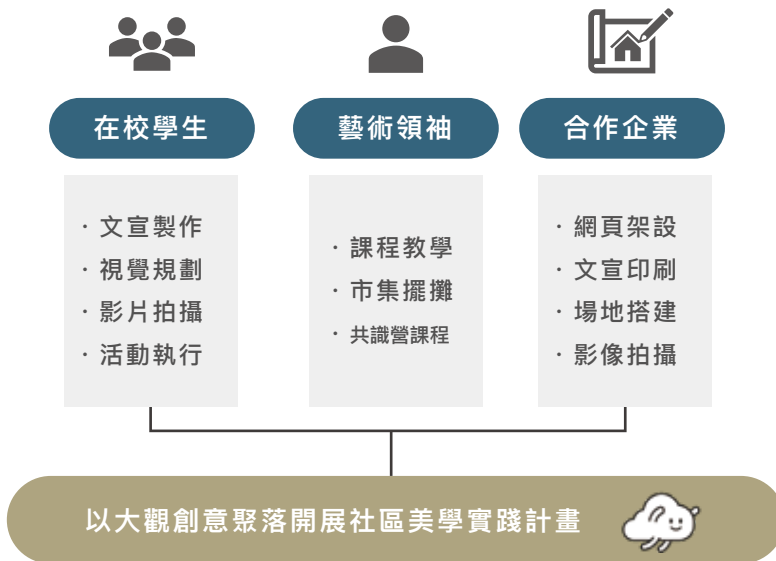 在校學生
藝術領袖
合作企業
· 文宣製作
· 視覺規劃
· 影片拍攝
· 活動執行
· 課程教學
· 市集擺攤
· 共識營課程
· 網頁架設
· 文宣印刷
· 場地搭建
· 影像拍攝
以大觀創意聚落開展社區美學實踐計畫